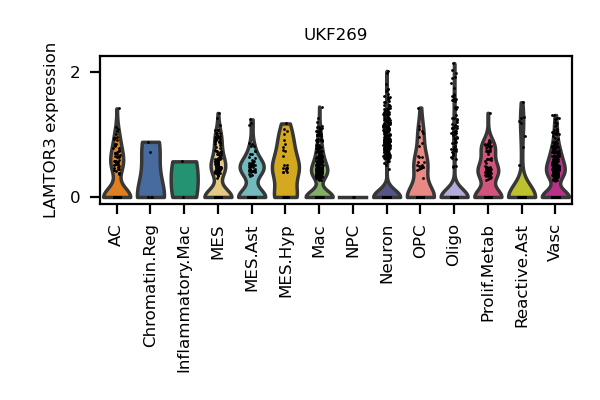 UKF269
LAMTOR3 expression
2
0
AC
Chromatin.Reg
Inflammatory.Mac
MES
MES.Ast
MES.Hyp
Mac
NPC
Neuron
OPC
Oligo
Prolif.Metab
Reactive.Ast
Vasc